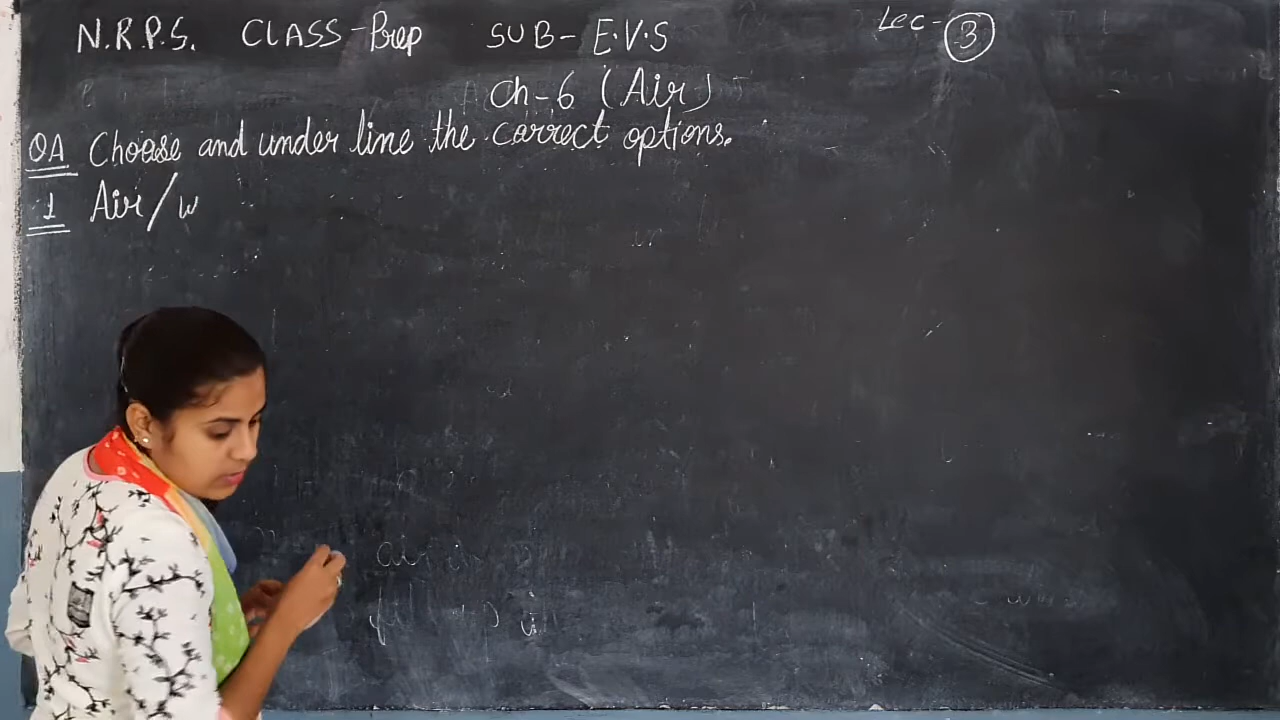 N.R.P.S. CLASS-Prep SUB- E.V.S Lec- 3
Ch-6 (Air)
QA Choose and under line the correct options.
1 Air/w